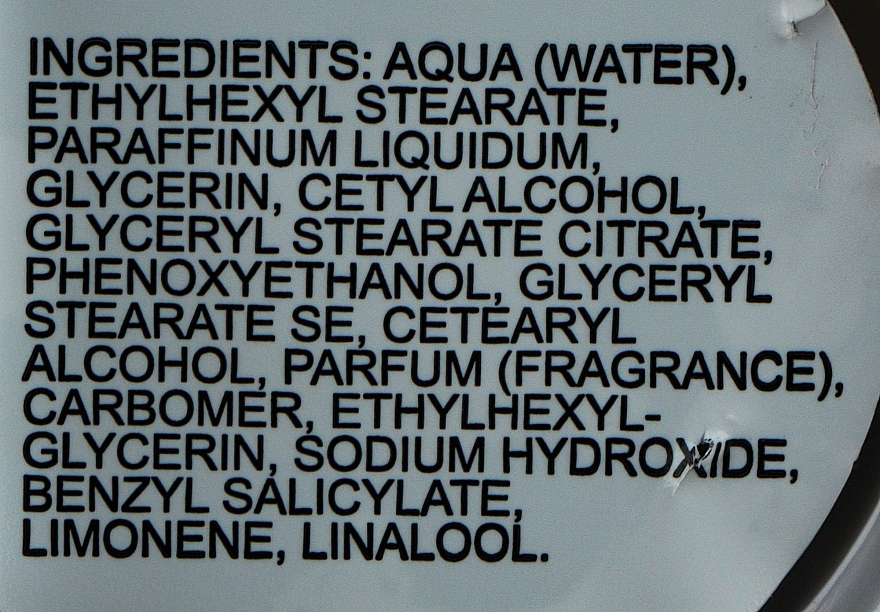 INGREDIENTS: AQUA (WATER),
ETHYLHEXYL STEARATE,
PARAFFINUM LIQUIDUM,
GLYCERIN, CETYL ALCOHOL,
GLYCERYL STEARATE CITRATE,
PHENOXYETHANOL, GLYCERYL
STEARATE SE, CETEARYL
ALCOHOL, PARFUM (FRAGRANCE),
CARBOMER, ETHYLHEXYL-
GLYCERIN, SODIUM HYDROXIDE,
BENZYL SALICYLATE,
LIMONENE, LINALOOL.